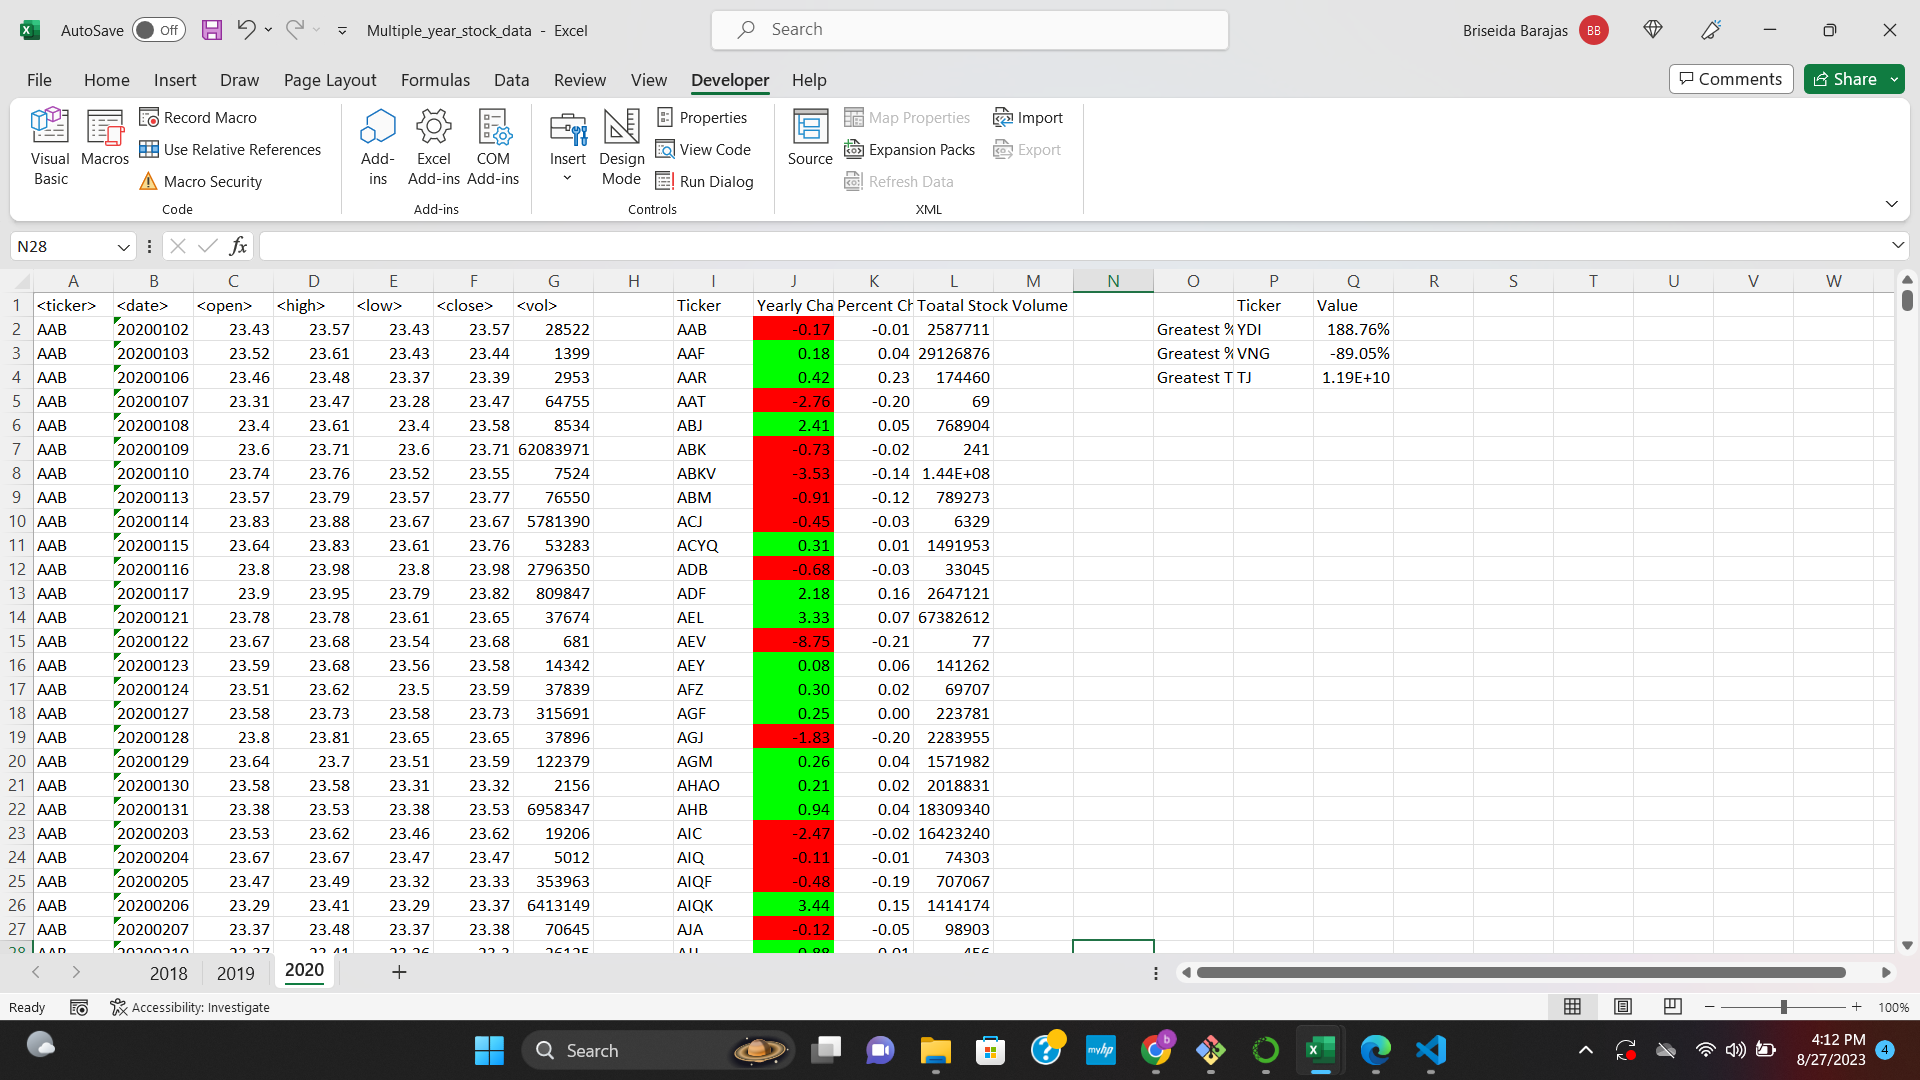 AutoSave Off Multiple_year_stock_data - Excel Search Briseida Barajas BB
File Home Insert Draw Page Layout Formulas Data Review View Developer Help Comments Share
Visual Basic
Macros
Record Macro
Use Relative References
Macro Security
Code
Add-ins
Excel Add-ins
COM Add-ins
Add-ins
Insert
Design Mode
Properties
View Code
Run Dialog
Controls
Source
Map Properties
Expansion Packs
Refresh Data
Import
Export
XML
N28 fx
A B C D E F G H I J K L M N O P Q R S T U V W
1 <ticker> <date> <open> <high> <low> <close> <vol> Ticker Yearly Cha Percent Ch Toatal Stock Volume Ticker Value
2 AAB 20200102 23.43 23.57 23.43 23.57 28522 AAB -0.17 -0.01 2587711 Greatest % YDI 188.76%
3 AAB 20200103 23.52 23.61 23.43 23.44 1399 AAF 0.18 0.04 29126876 Greatest % VNG -89.05%
4 AAB 20200106 23.46 23.48 23.37 23.39 2953 AAR 0.42 0.23 174460 Greatest T TJ 1.19E+10
5 AAB 20200107 23.31 23.47 23.28 23.47 64755 AAT -2.76 -0.20 69
6 AAB 20200108 23.4 23.61 23.4 23.58 8534 ABJ 2.41 0.05 768904
7 AAB 20200109 23.6 23.71 23.6 23.71 62083971 ABK -0.73 -0.02 241
8 AAB 20200110 23.74 23.76 23.52 23.55 7524 ABKV -3.53 -0.14 1.44E+08
9 AAB 20200113 23.57 23.79 23.57 23.77 76550 ABM -0.91 -0.12 789273
10 AAB 20200114 23.83 23.88 23.67 23.67 5781390 ACJ -0.45 -0.03 6329
11 AAB 20200115 23.64 23.83 23.61 23.76 53283 ACYQ 0.31 0.01 1491953
12 AAB 20200116 23.8 23.98 23.8 23.98 2796350 ADB -0.68 -0.03 33045
13 AAB 20200117 23.9 23.95 23.79 23.82 809847 ADF 2.18 0.16 2647121
14 AAB 20200121 23.78 23.78 23.61 23.65 37674 AEL 3.33 0.07 67382612
15 AAB 20200122 23.67 23.68 23.54 23.68 681 AEV -8.75 -0.21 77
16 AAB 20200123 23.59 23.68 23.56 23.58 14342 AEY 0.08 0.06 141262
17 AAB 20200124 23.51 23.62 23.5 23.59 37839 AFZ 0.30 0.02 69707
18 AAB 20200127 23.58 23.73 23.58 23.73 315691 AGF 0.25 0.00 223781
19 AAB 20200128 23.8 23.81 23.65 23.65 37896 AGJ -1.83 -0.20 2283955
20 AAB 20200129 23.64 23.7 23.51 23.59 122379 AGM 0.26 0.04 1571982
21 AAB 20200130 23.58 23.58 23.31 23.32 2156 AHAO 0.21 0.02 2018831
22 AAB 20200131 23.38 23.53 23.38 23.53 6958347 AHB 0.94 0.04 18309340
23 AAB 20200203 23.53 23.62 23.46 23.62 19206 AIC -2.47 -0.02 16423240
24 AAB 20200204 23.67 23.67 23.47 23.47 5012 AIQ -0.11 -0.01 74303
25 AAB 20200205 23.47 23.49 23.32 23.33 353963 AIQF -0.48 -0.19 707067
26 AAB 20200206 23.29 23.41 23.29 23.37 6413149 AIQK 3.44 0.15 1414174
27 AAB 20200207 23.37 23.48 23.37 23.38 70645 AJA -0.12 -0.05 98903
28 AAB 20200210
2018 2019 2020
Ready Accessibility: Investigate 100%
Search myhp b 4:12 PM
8/27/2023 4